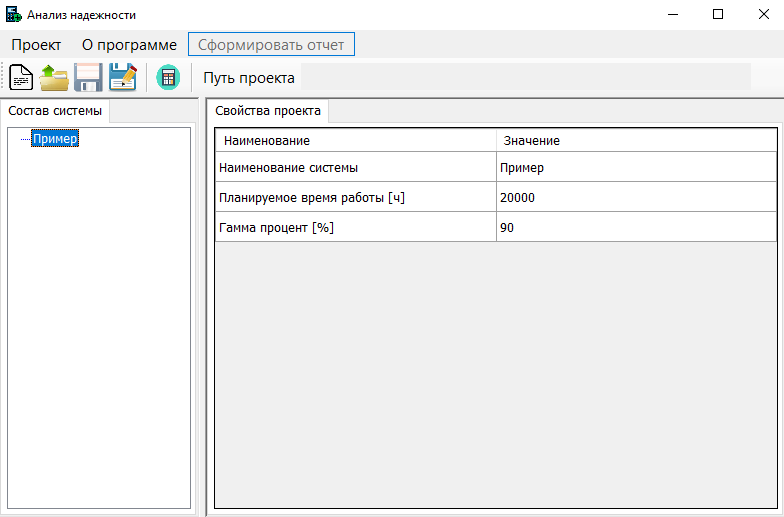 Анализ надежности
Проект О программе Сформировать отчет
Путь проекта
Состав системы
Пример
Свойства проекта
Наименование Значение
Наименование системы Пример
Планируемое время работы [ч] 20000
Гамма процент [%] 90